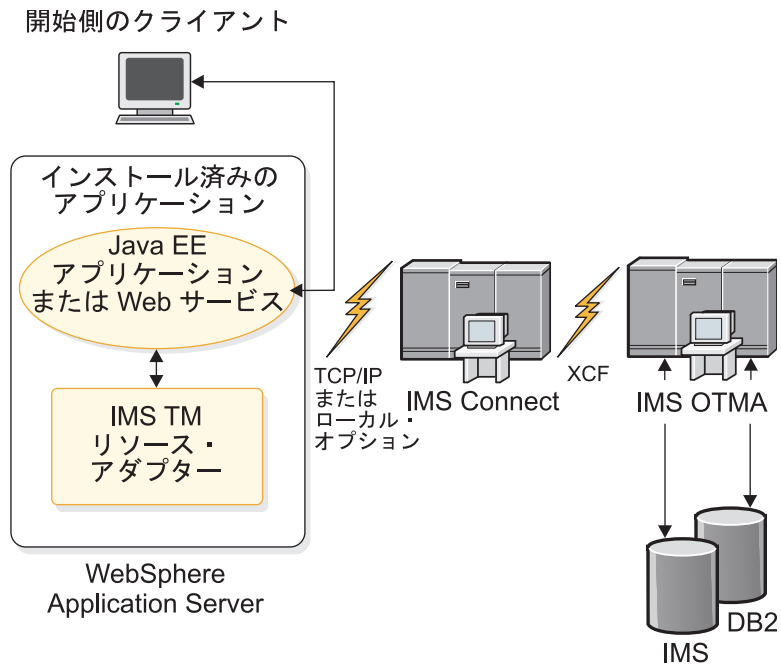 開始側のクライアント
インストール済みの
アプリケーション
Java EE
アプリケーション
または Web サービス
IMS TM
リソース・
アダプター
WebSphere
Application Server
TCP/IP
または
ローカル・
オプション
IMS Connect
XCF
IMS OTMA
DB2
IMS